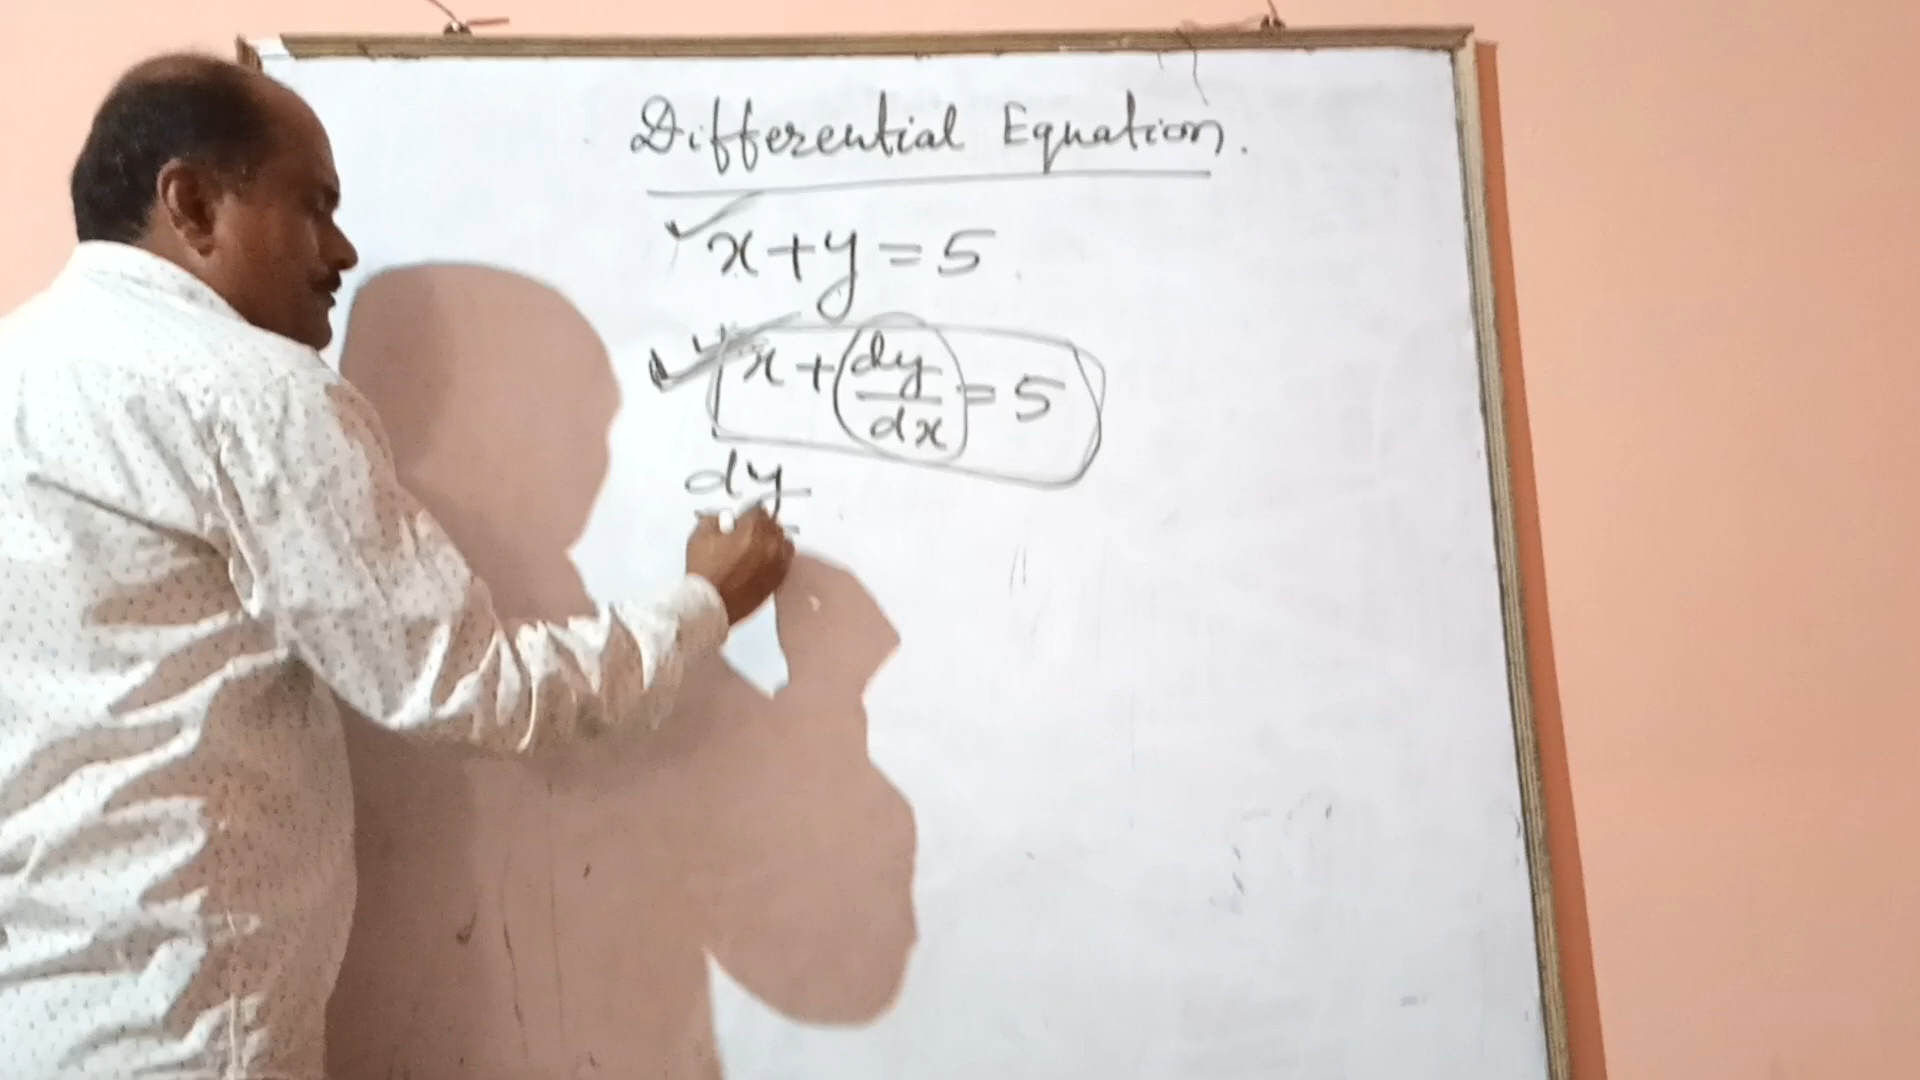 Differential Equation.
x + y = 5
x + dy/dx = 5
dy